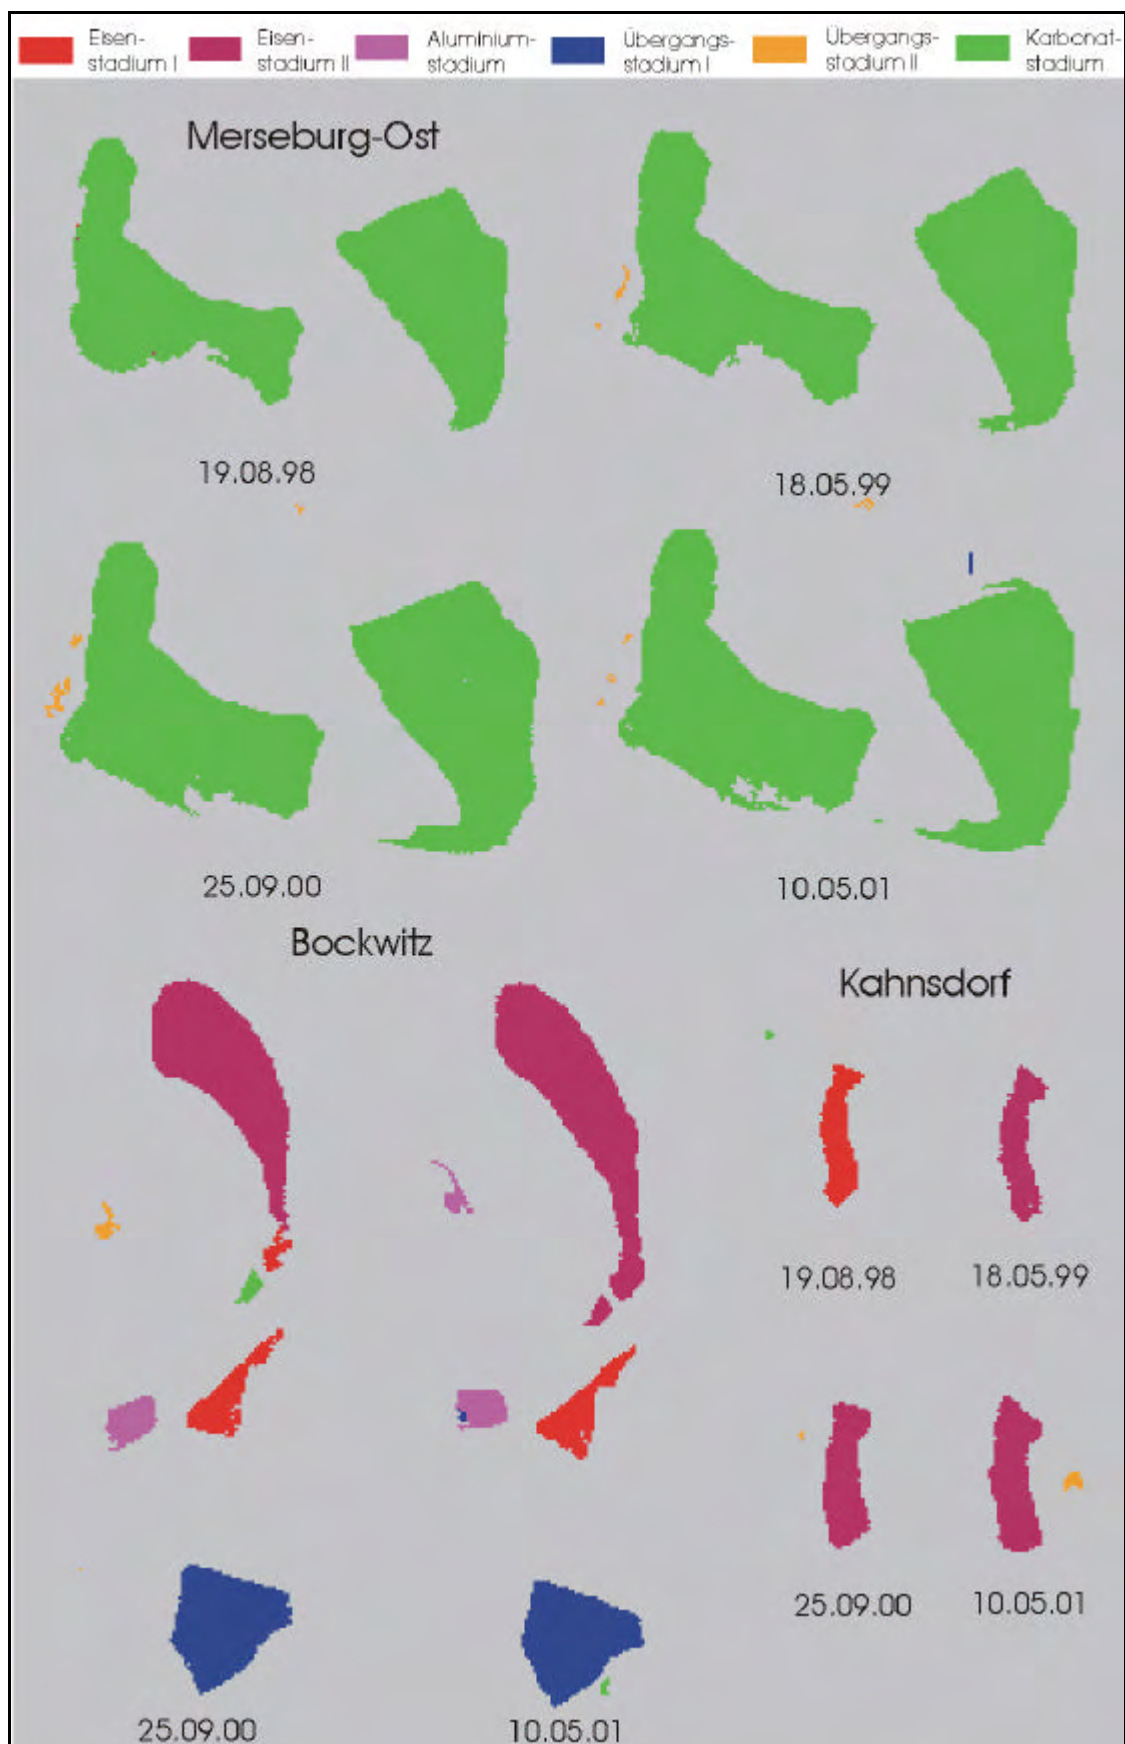 Eisen-
stadium I
Eisen-
stadium II
Aluminium-
stadium
Übergangs-
stadium I
Übergangs-
stadium II
Karbonat-
stadium
Merseburg-Ost
19.08.98
18.05.99
25.09.00
10.05.01
Bockwitz
Kahnsdorf
19.08.98
18.05.99
25.09.00
10.05.01
25.09.00
10.05.01